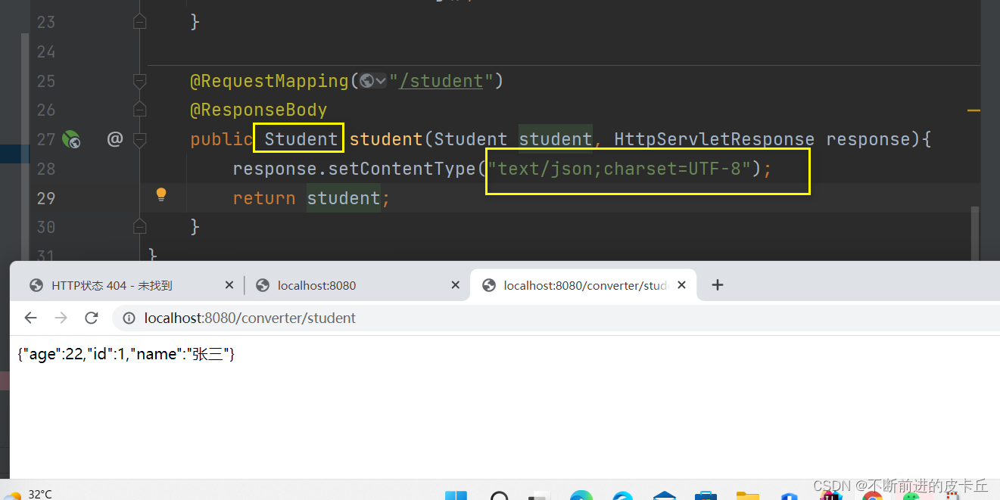 23 }
24
25 @RequestMapping("/student")
26 @ResponseBody
27 @ public Student student(Student student, HttpServletResponse response){
28 response.setContentType("text/json;charset=UTF-8");
29 return student;
30 }
31 }
HTTP状态 404 - 未找到
localhost:8080
localhost:8080/converter/stud
localhost:8080/converter/student
{"age":22,"id":1,"name":"张三"}
32°C
CSDN @不断前进的皮卡丘